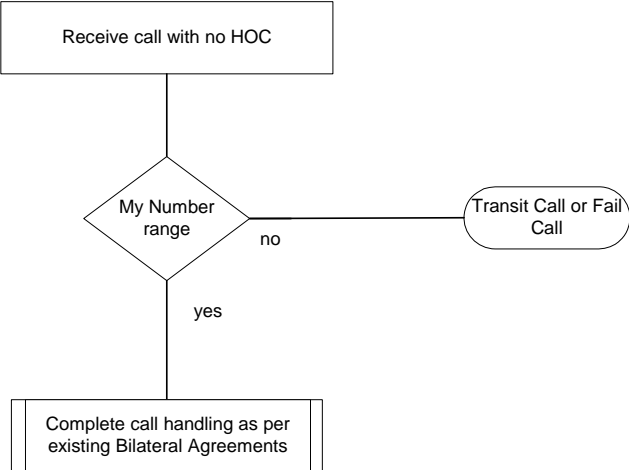 Receive call with no HOC
My Number
range
Transit Call or Fail
Call
no
yes
Complete call handling as per
existing Bilateral Agreements